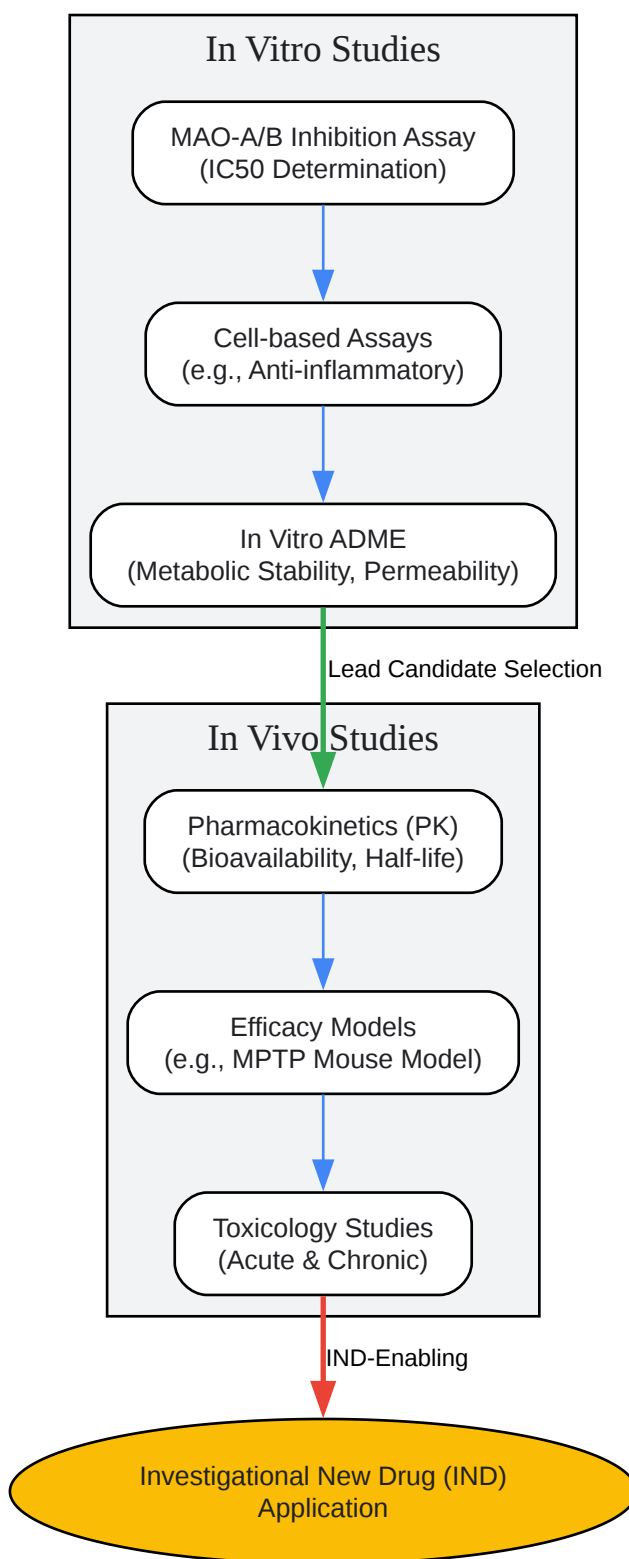 In Vitro Studies
MAO-A/B Inhibition Assay
(IC50 Determination)
Cell-based Assays
(e.g., Anti-inflammatory)
In Vitro ADME
(Metabolic Stability, Permeability)
Lead Candidate Selection
In Vivo Studies
Pharmacokinetics (PK)
(Bioavailability, Half-life)
Efficacy Models
(e.g., MPTP Mouse Model)
Toxicology Studies
(Acute & Chronic)
IND-Enabling
Investigational New Drug (IND)
Application